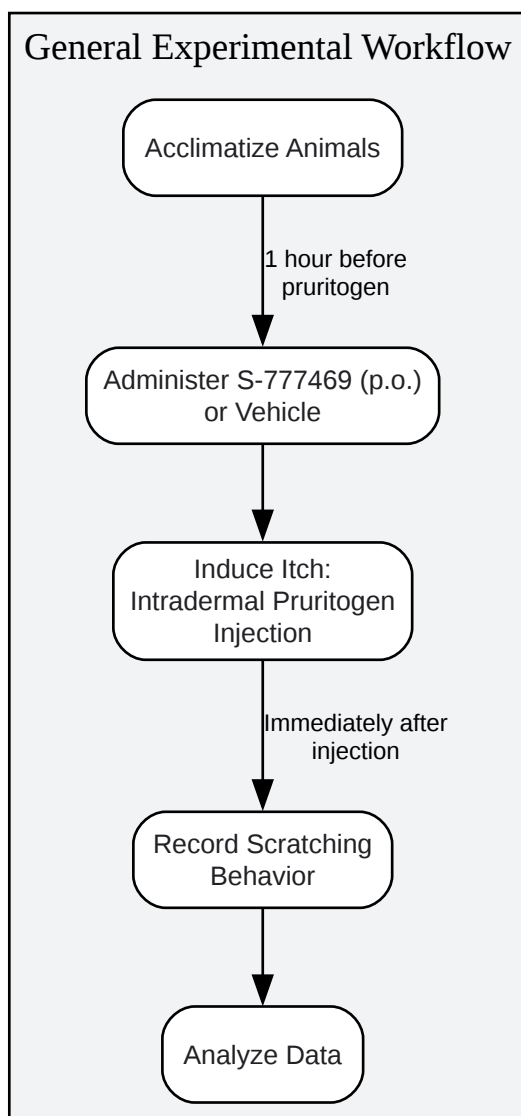 General Experimental Workflow
Acclimatize Animals
1 hour before
pruritogen
Administer S-777469 (p.o.)
or Vehicle
Induce Itch:
Intradermal Pruritogen
Injection
Immediately after
injection
Record Scratching
Behavior
Analyze Data